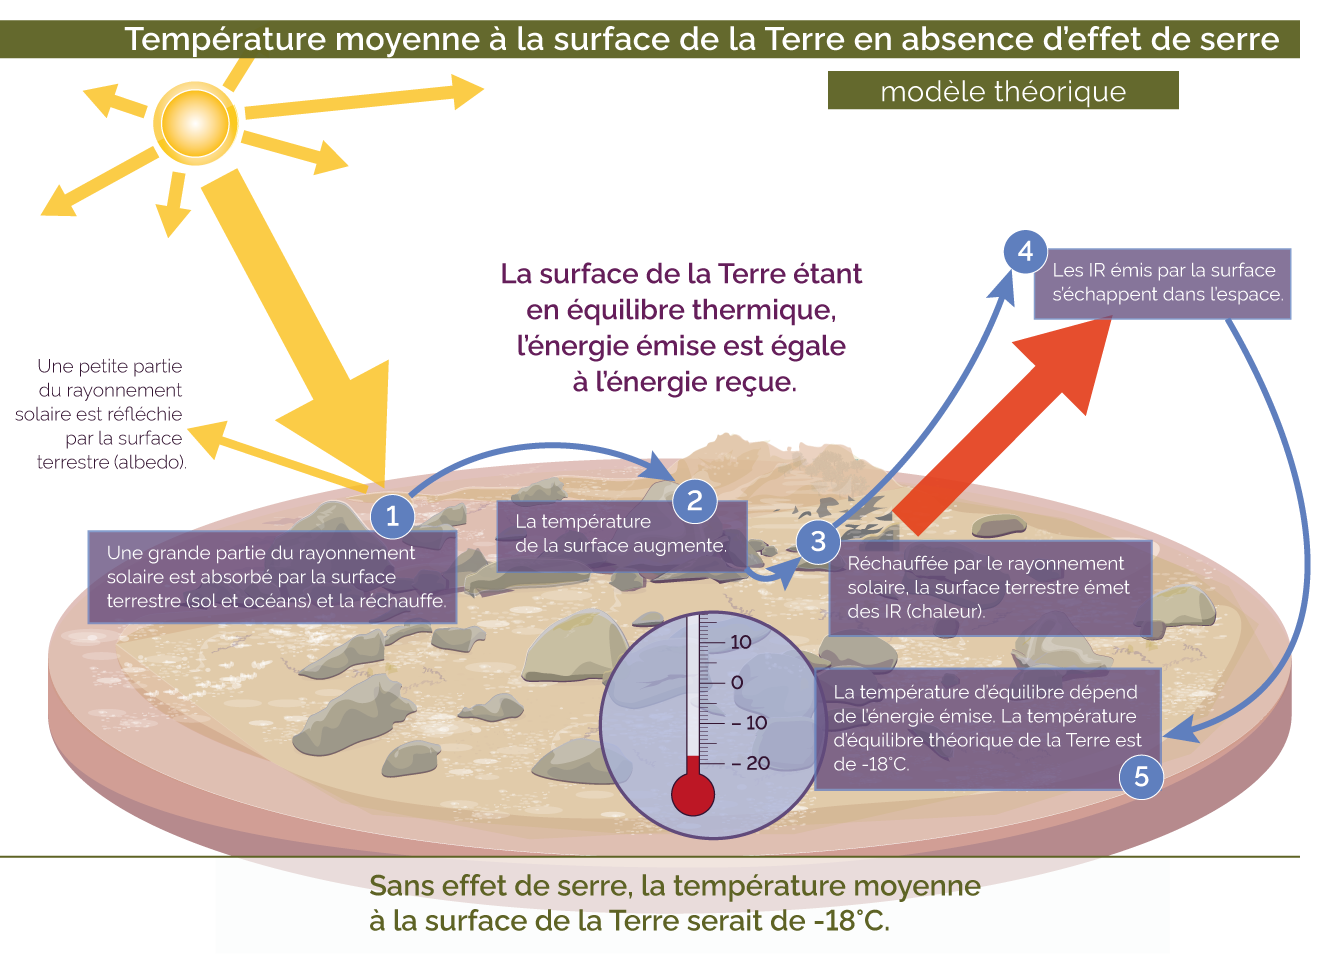 Température moyenne à la surface de la Terre en absence d'effet de serre
modèle théorique
La surface de la Terre étant
en équilibre thermique,
l'énergie émise est égale
à l'énergie reçue.
Une petite partie
du rayonnement
solaire est réfléchie
par la surface
terrestre (albedo).
1
Une grande partie du rayonnement
solaire est absorbé par la surface
terrestre (sol et océans) et la réchauffe.
2
La température
de la surface augmente.
3
Réchauffée par le rayonnement
solaire, la surface terrestre émet
des IR (chaleur).
4
Les IR émis par la surface
s'échappent dans l'espace.
La température d'équilibre dépend
de l'énergie émise. La température
d'équilibre théorique de la Terre est
de -18°C.
5
10
0
– 10
– 20
Sans effet de serre, la température moyenne
à la surface de la Terre serait de -18°C.